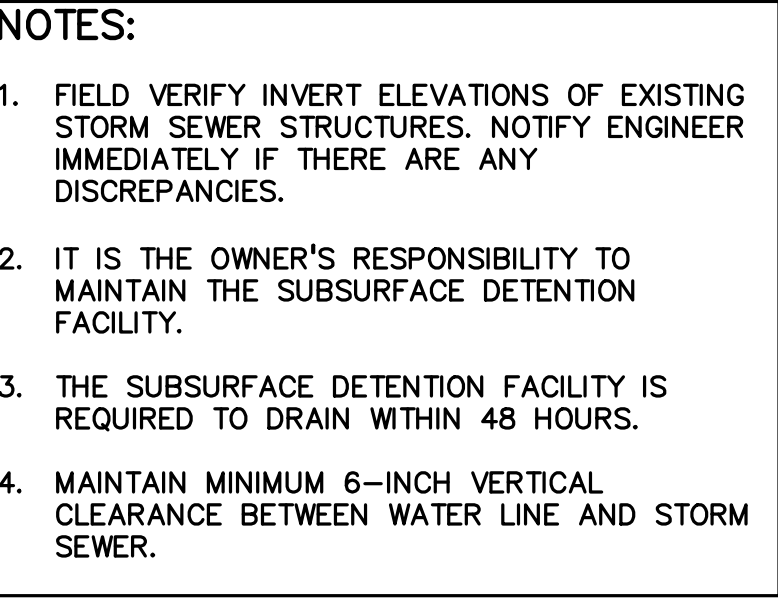 NOTES:
1. FIELD VERIFY INVERT ELEVATIONS OF EXISTING
STORM SEWER STRUCTURES. NOTIFY ENGINEER
IMMEDIATELY IF THERE ARE ANY
DISCREPANCIES.
2. IT IS THE OWNER'S RESPONSIBILITY TO
MAINTAIN THE SUBSURFACE DETENTION
FACILITY.
3. THE SUBSURFACE DETENTION FACILITY IS
REQUIRED TO DRAIN WITHIN 48 HOURS.
4. MAINTAIN MINIMUM 6-INCH VERTICAL
CLEARANCE BETWEEN WATER LINE AND STORM
SEWER.